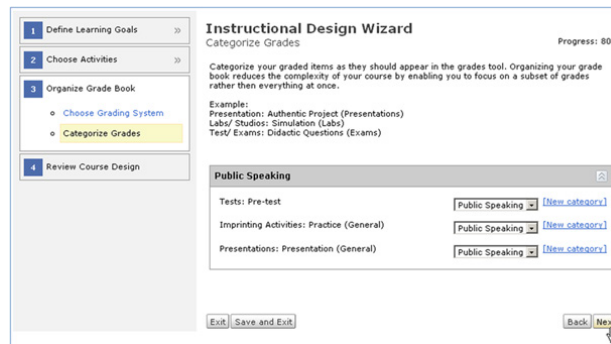 1 Define Learning Goals »
2 Choose Activities »
3 Organize Grade Book
Choose Grading System
Categorize Grades
4 Review Course Design
Instructional Design Wizard
Categorize Grades
Progress: 80
Categorize your graded items as they should appear in the grades tool. Organizing your grade
book reduces the complexity of your course by enabling you to focus on a subset of grades
rather then everything at once.
Example:
Presentation: Authentic Project (Presentations)
Labs/ Studios: Simulation (Labs)
Test/ Exams: Didactic Questions (Exams)
Public Speaking
Tests: Pre-test Public Speaking [New category]
Imprinting Activities: Practice (General) Public Speaking [New category]
Presentations: Presentation (General) Public Speaking [New category]
Exit Save and Exit Back Nex